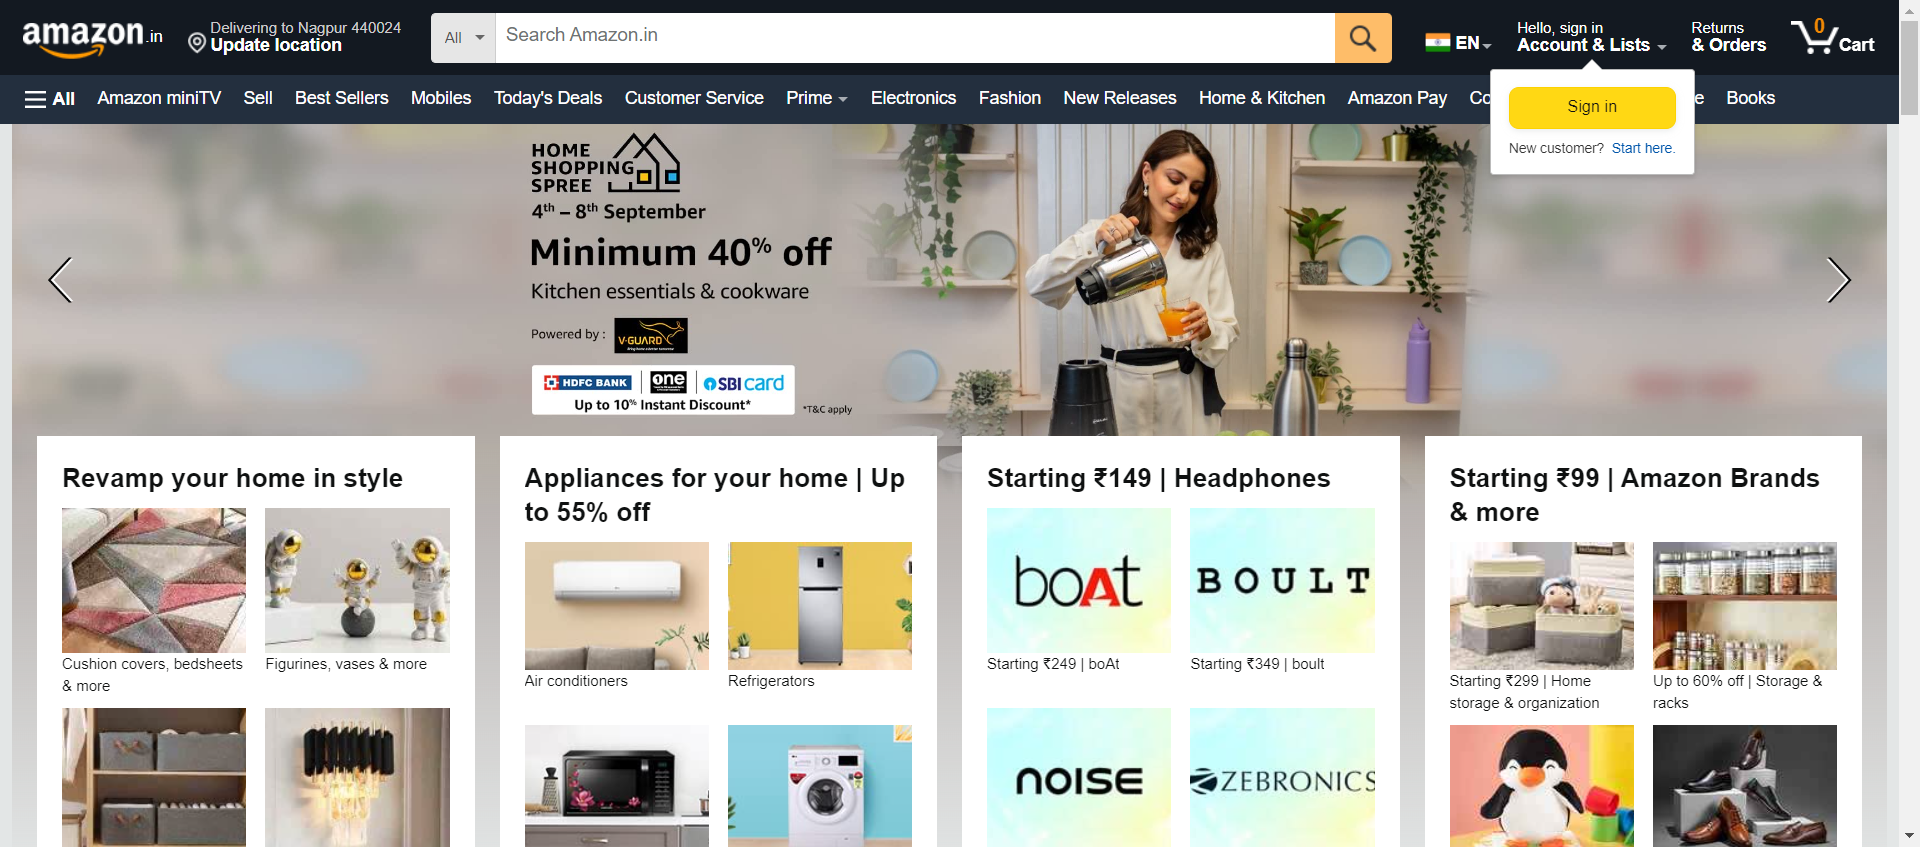 amazon.in
Delivering to Nagpur 440024
Update location
All
Search Amazon.in
EN
Hello, sign in
Account & Lists
Returns
& Orders
0
Cart
All
Amazon miniTV
Sell
Best Sellers
Mobiles
Today's Deals
Customer Service
Prime
Electronics
Fashion
New Releases
Home & Kitchen
Amazon Pay
Co
e
Books
Sign in
New customer? Start here.
HOME
SHOPPING
SPREE
4th – 8th September
Minimum 40% off
Kitchen essentials & cookware
Powered by :
V-GUARD
HDFC BANK
one
SBI card
Up to 10% Instant Discount*
*T&C apply
Revamp your home in style
Cushion covers, bedsheets
& more
Figurines, vases & more
Appliances for your home | Up
to 55% off
Air conditioners
Refrigerators
Starting ₹149 | Headphones
boAt
BOULT
Starting ₹249 | boAt
Starting ₹349 | boult
noise
ZEBRONICS
Starting ₹99 | Amazon Brands
& more
Starting ₹299 | Home
storage & organization
Up to 60% off | Storage &
racks